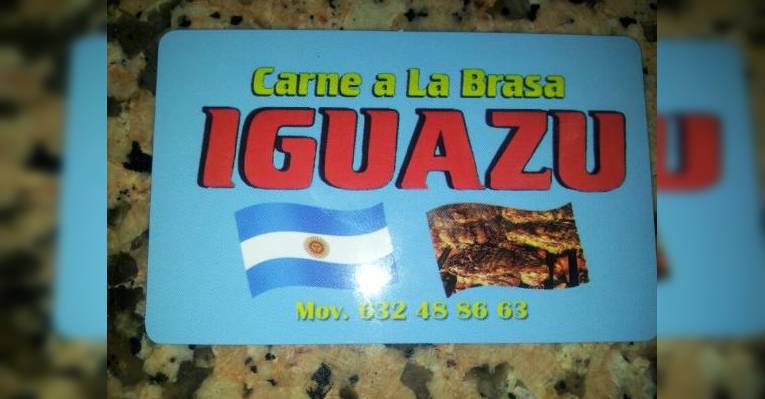 Carne a La Brasa
IGUAZU
Mov. 632 48 86 63